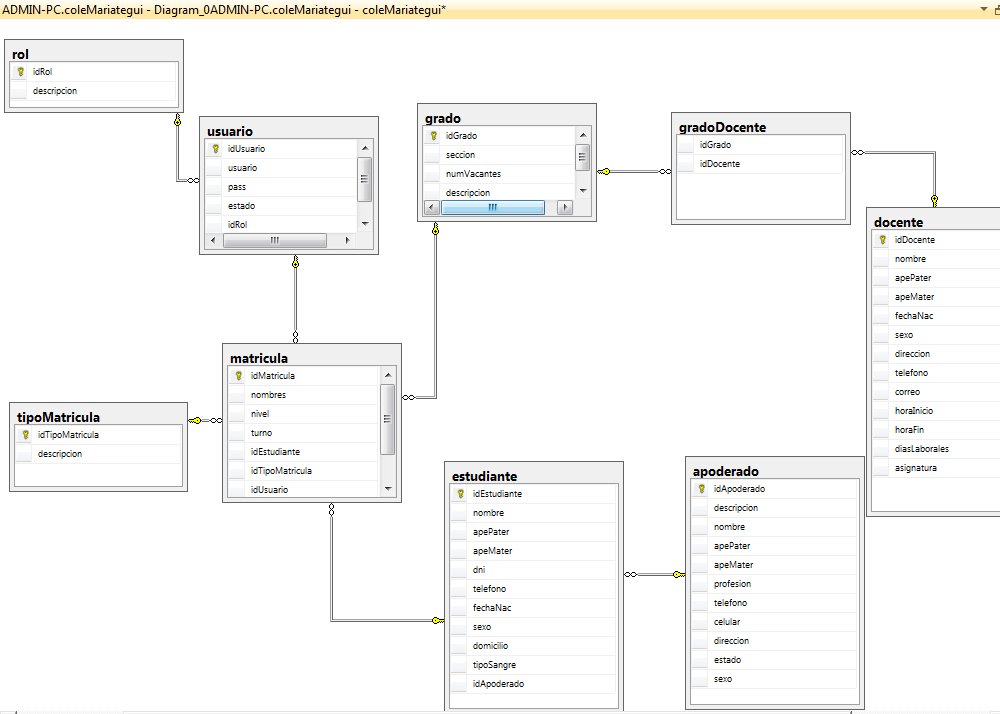 ADMIN-PC.coleMariategui - Diagram_0ADMIN-PC.coleMariategui - coleMariategui*
rol
idRol
descripcion
usuario
idUsuario
usuario
pass
estado
idRol
grado
idGrado
seccion
numVacantes
descripcion
gradoDocente
idGrado
idDocente
docente
idDocente
nombre
apePater
apeMater
fechaNac
sexo
direccion
telefono
correo
horaInicio
horaFin
diasLaborales
asignatura
matricula
idMatricula
nombres
nivel
turno
idEstudiante
idTipoMatricula
idUsuario
tipoMatricula
idTipoMatricula
descripcion
estudiante
idEstudiante
nombre
apePater
apeMater
dni
telefono
fechaNac
sexo
domicilio
tipoSangre
idApoderado
apoderado
idApoderado
descripcion
nombre
apePater
apeMater
profesion
telefono
celular
direccion
estado
sexo